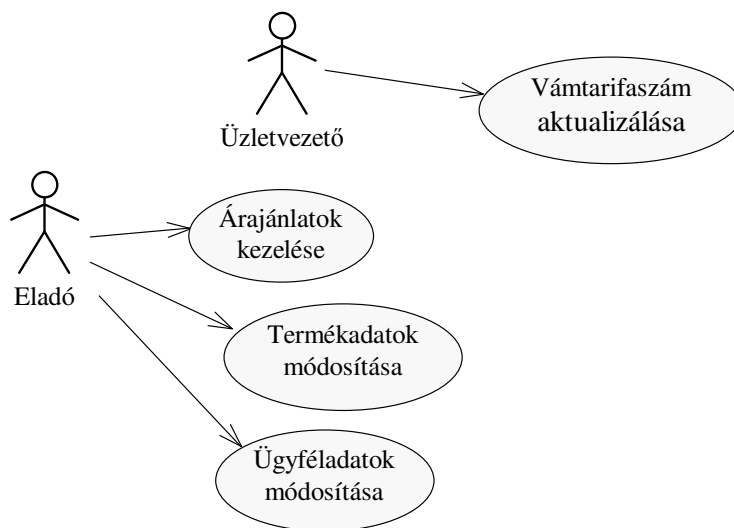 Üzletvezető
Vámtarifaszám
aktualizálása
Eladó
Árajánlatok
kezelése
Termékadatok
módosítása
Ügyféladatok
módosítása